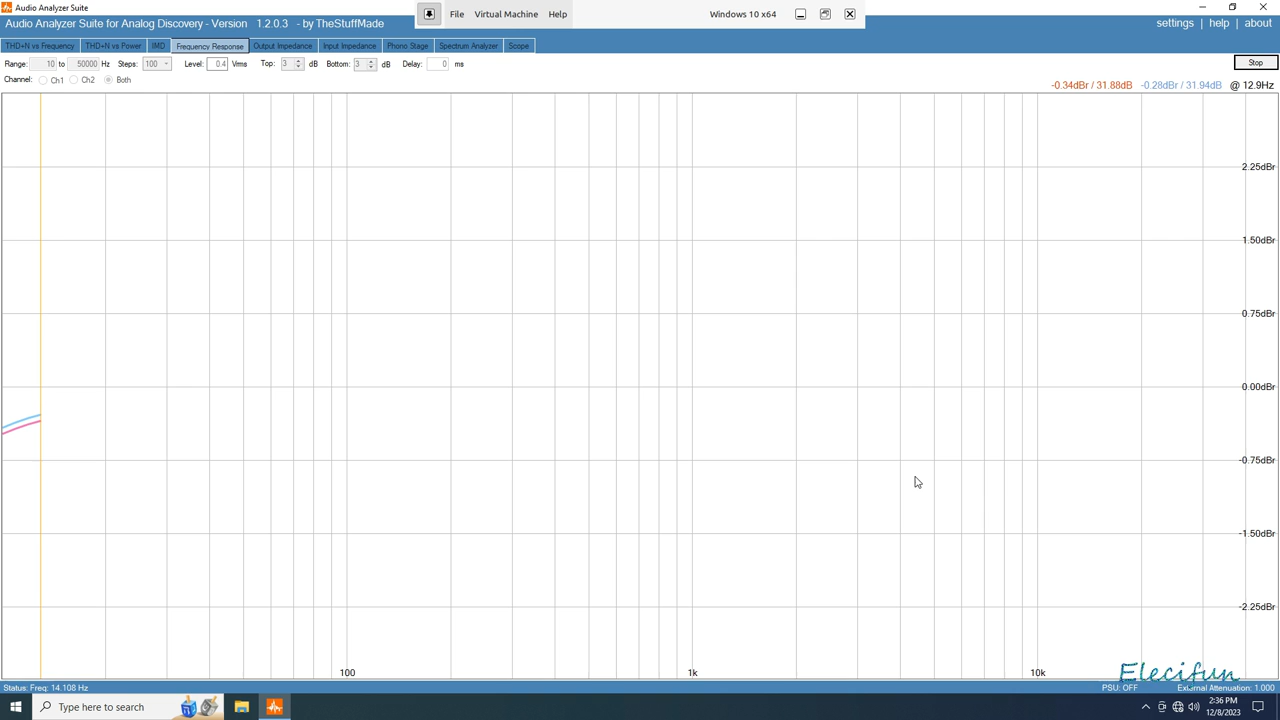 Audio Analyzer Suite
File Virtual Machine Help Windows 10 x64
Audio Analyzer Suite for Analog Discovery - Version 1.2.0.3 - by TheStuffMade
settings | help | about
THD+N vs Frequency THD+N vs Power IMD Frequency Response Output Impedance Input Impedance Phono Stage Spectrum Analyzer Scope
Range: 10 to 50000 Hz Steps: 100 Level: 0.4 Vrms Top: 3 dB Bottom: 3 dB Delay: 0 ms Stop
Channel: Ch1 Ch2 Both
-0.34dBr / 31.88dB -0.28dBr / 31.94dB @ 12.9Hz
2.25dBr
1.50dBr
0.75dBr
0.00dBr
-0.75dBr
-1.50dBr
-2.25dBr
100 1k 10k
Elecifun
Status: Freq: 14.108 Hz PSU: OFF External Attenuation: 1.000
Type here to search
2:36 PM
12/8/2023